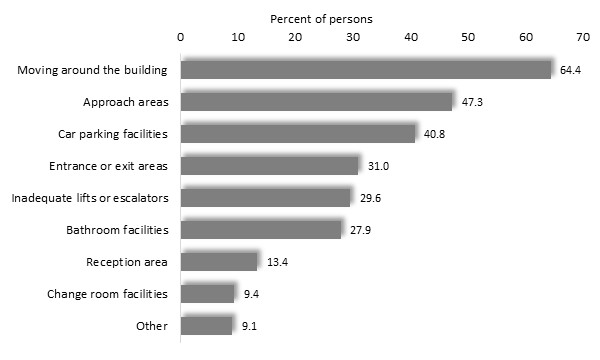 Percent of persons
0 10 20 30 40 50 60 70
Moving around the building 64.4
Approach areas 47.3
Car parking facilities 40.8
Entrance or exit areas 31.0
Inadequate lifts or escalators 29.6
Bathroom facilities 27.9
Reception area 13.4
Change room facilities 9.4
Other 9.1